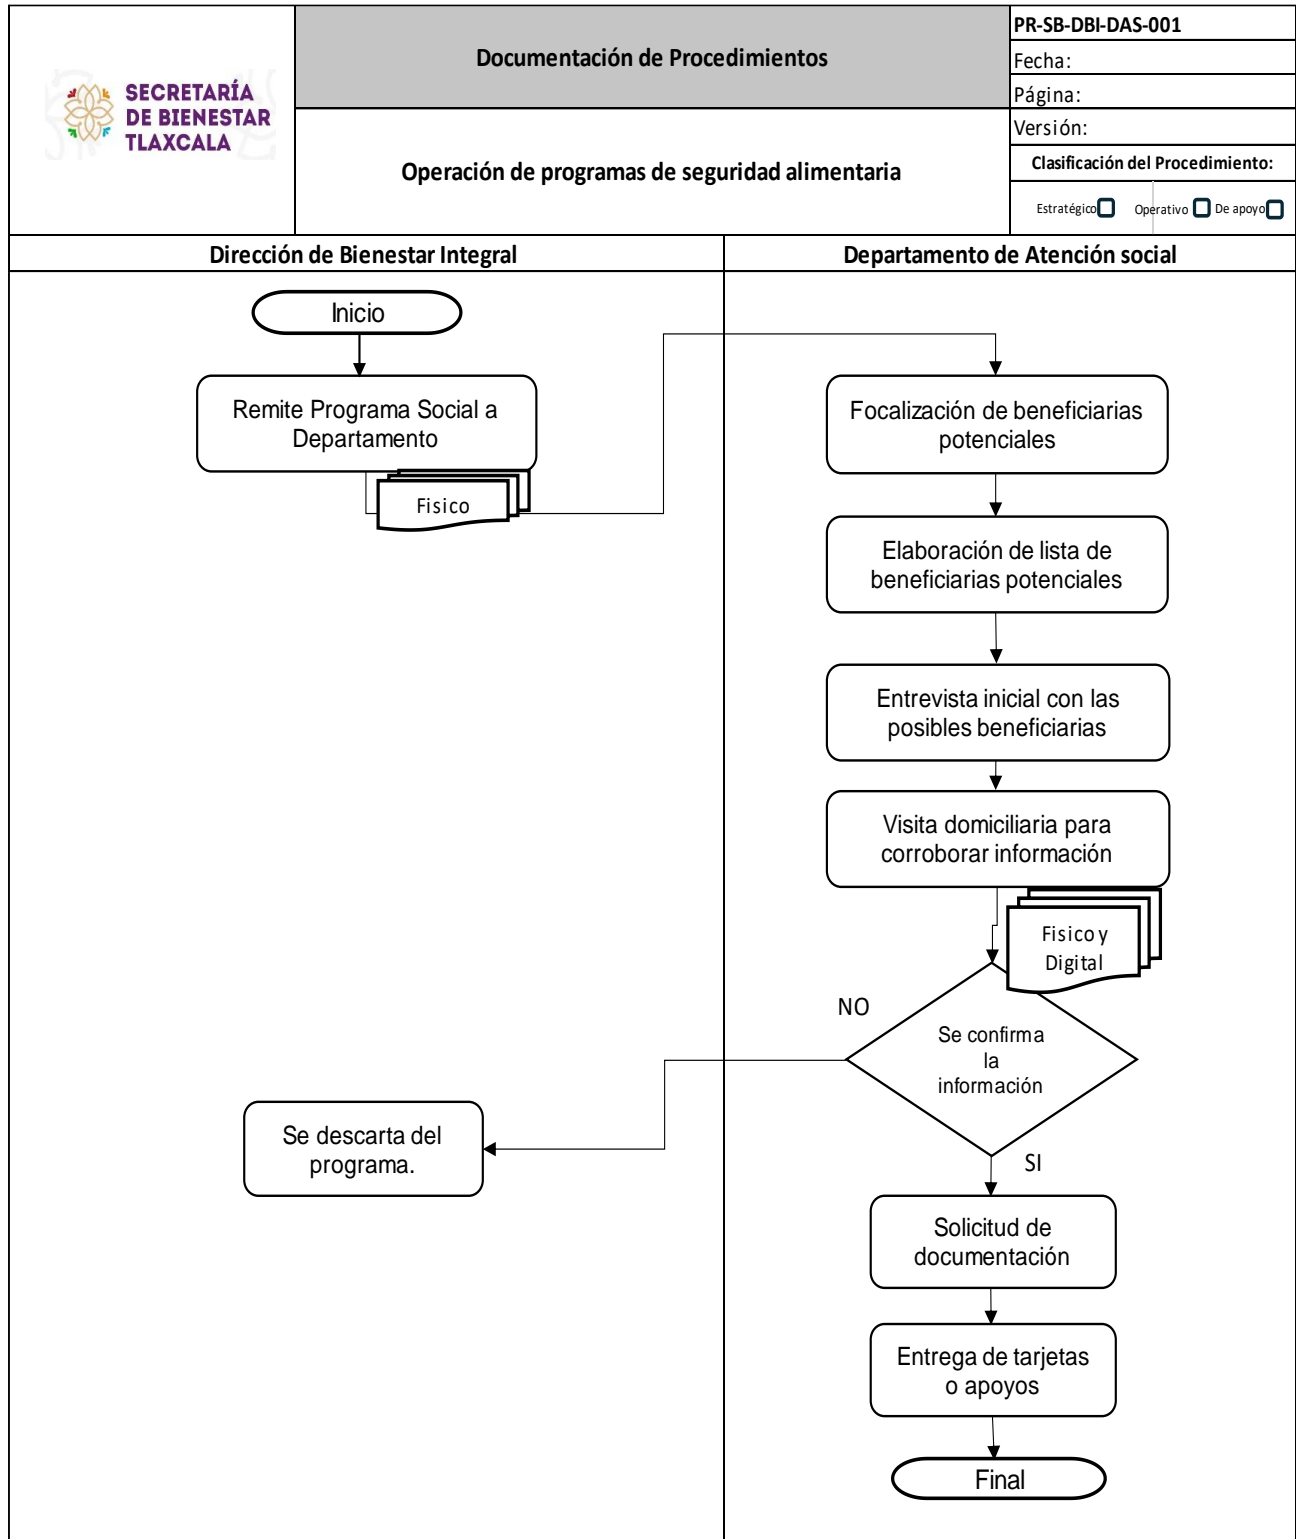 SECRETARÍA
DE BIENESTAR
TLAXCALA
Documentación de Procedimientos
Operación de programas de seguridad alimentaria
PR-SB-DBI-DAS-001
Fecha:
Página:
Versión:
Clasificación del Procedimiento:
Estratégico Operativo De apoyo
Dirección de Bienestar Integral
Departamento de Atención social
Inicio
Remite Programa Social a
Departamento
Fisico
Focalización de beneficiarias
potenciales
Elaboración de lista de
beneficiarias potenciales
Entrevista inicial con las
posibles beneficiarias
Visita domiciliaria para
corroborar información
Fisico y
Digital
NO
Se confirma
la
información
Se descarta del
programa.
SI
Solicitud de
documentación
Entrega de tarjetas
o apoyos
Final